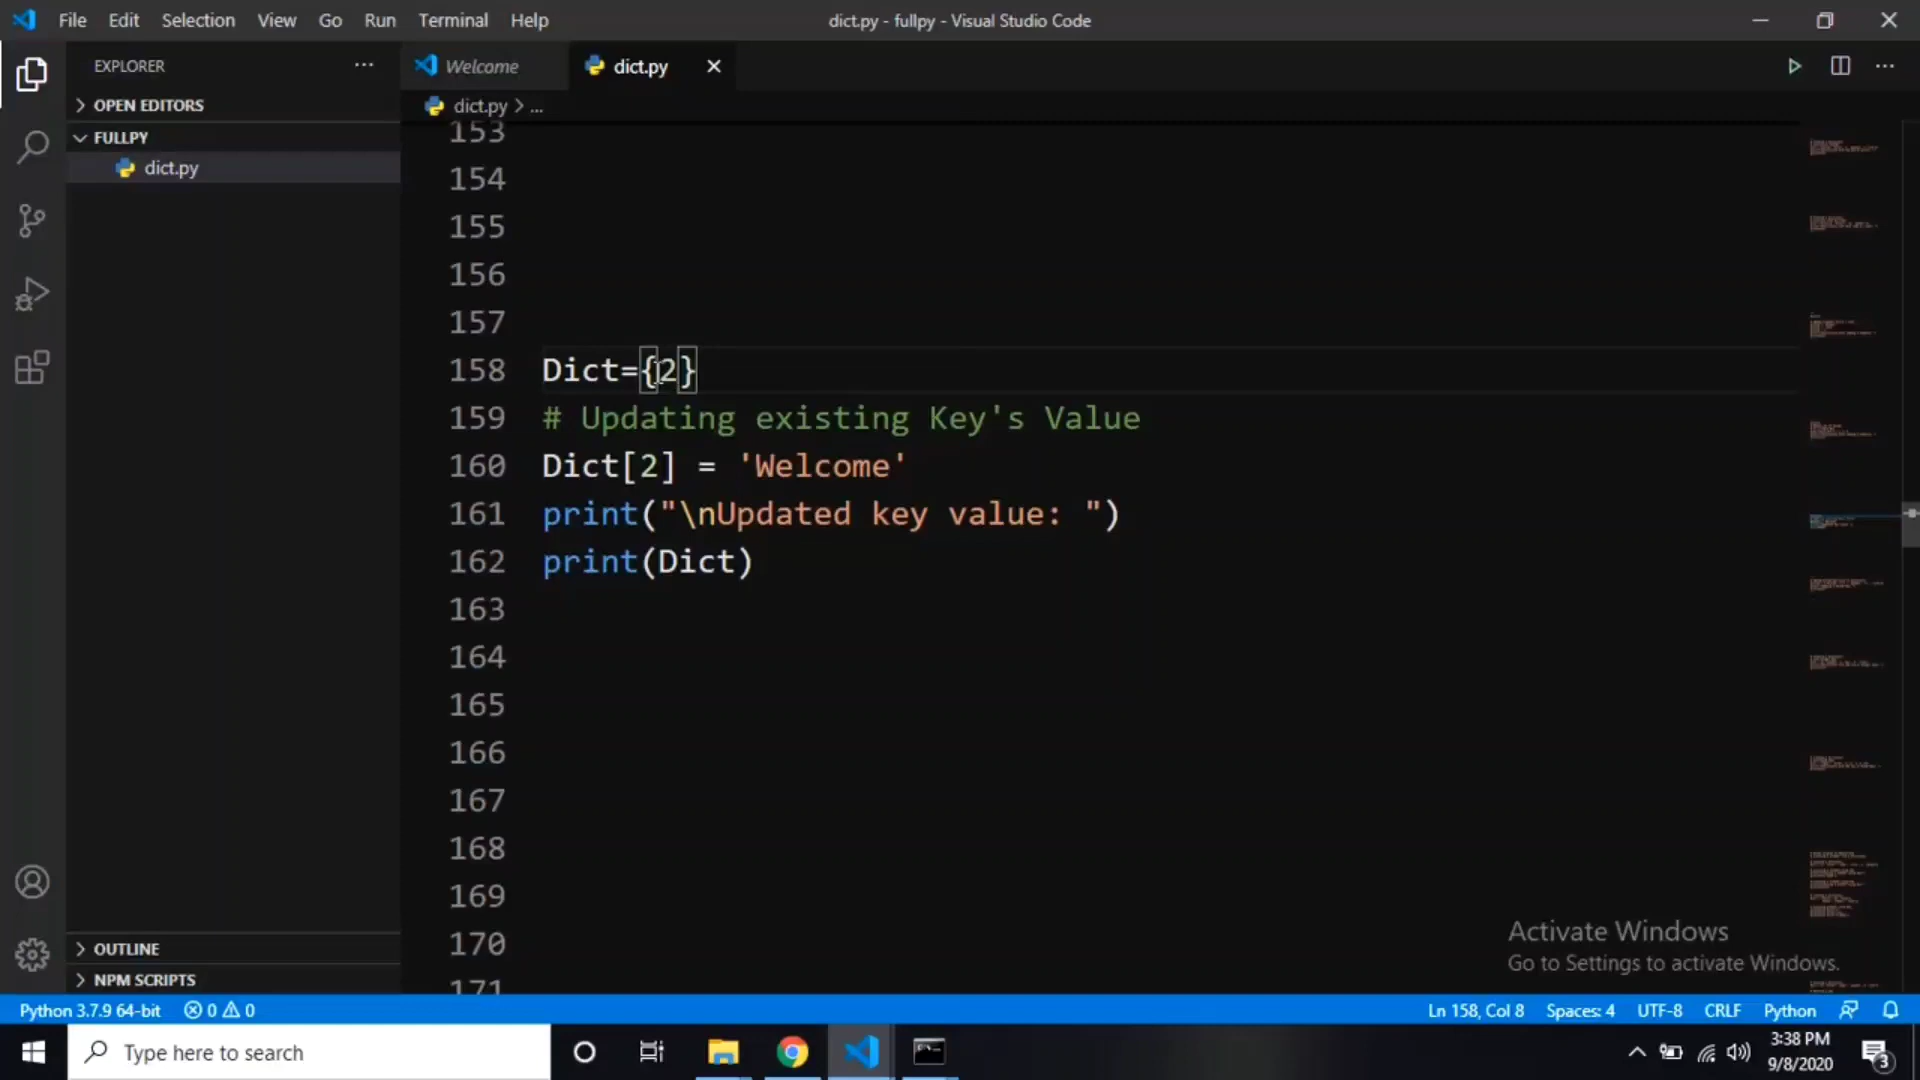 File Edit Selection View Go Run Terminal Help dict.py - fullpy - Visual Studio Code
EXPLORER ... Welcome dict.py
OPEN EDITORS dict.py > ...
FULLPY
dict.py
153
154
155
156
157
158 Dict={2}
159 # Updating existing Key's Value
160 Dict[2] = 'Welcome'
161 print("\nUpdated key value: ")
162 print(Dict)
163
164
165
166
167
168
169
170
171
Activate Windows
Go to Settings to activate Windows.
OUTLINE
NPM SCRIPTS
Python 3.7.9 64-bit 0 0 Ln 158, Col 8 Spaces: 4 UTF-8 CRLF Python
Type here to search 3:38 PM
9/8/2020 3